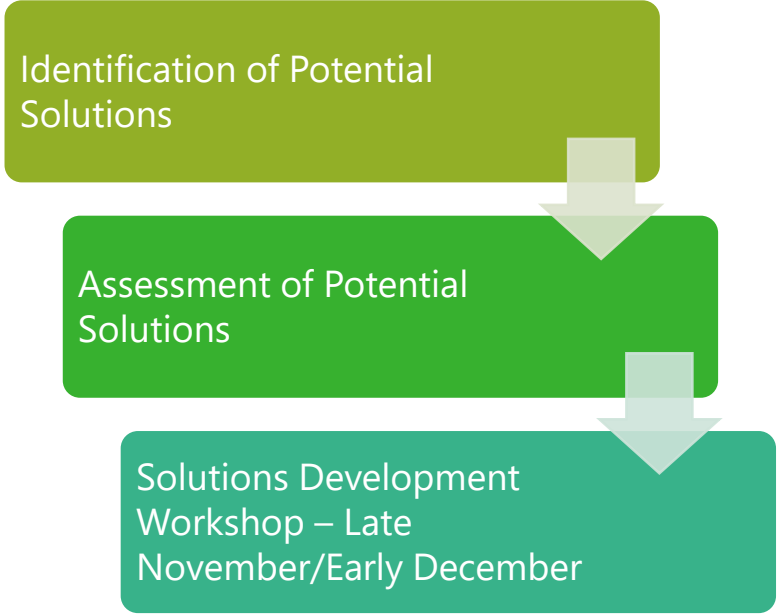 Identification of Potential
Solutions
Assessment of Potential
Solutions
Solutions Development
Workshop – Late
November/Early December